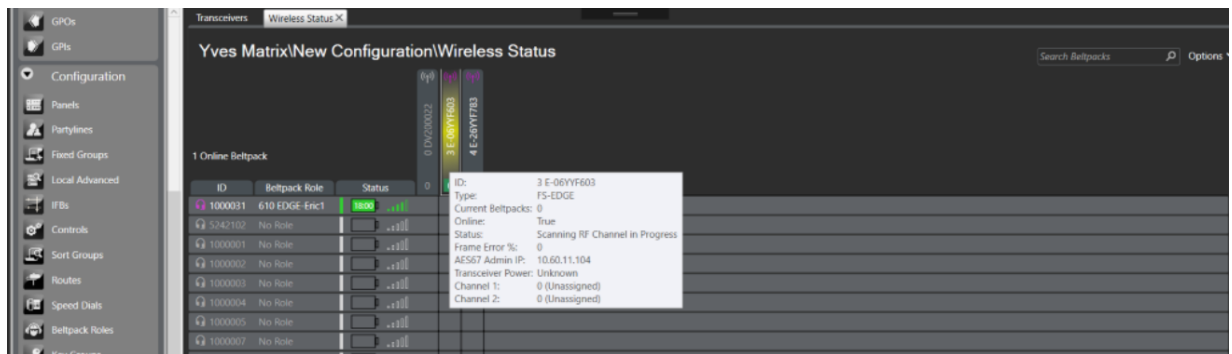 GPOs
GPIs
Configuration
Panels
Partylines
Fixed Groups
Local Advanced
IFBs
Controls
Sort Groups
Routes
Speed Dials
Beltpack Roles
Transceivers
Wireless Status X
Yves Matrix\New Configuration\Wireless Status
Search Beltpacks
Options
0 DV200022
3 E-06YYF603
4 E-26YYF783
1 Online Beltpack
ID Beltpack Role Status 0
1000031 610 EDGE-Eric1 18:00
5242102 No Role
1000001 No Role
1000002 No Role
1000003 No Role
1000004 No Role
1000005 No Role
1000007 No Role
ID: 3 E-06YYF603
Type: FS-EDGE
Current Beltpacks: 0
Online: True
Status: Scanning RF Channel in Progress
Frame Error %: 0
AES67 Admin IP: 10.60.11.104
Transceiver Power: Unknown
Channel 1: 0 (Unassigned)
Channel 2: 0 (Unassigned)